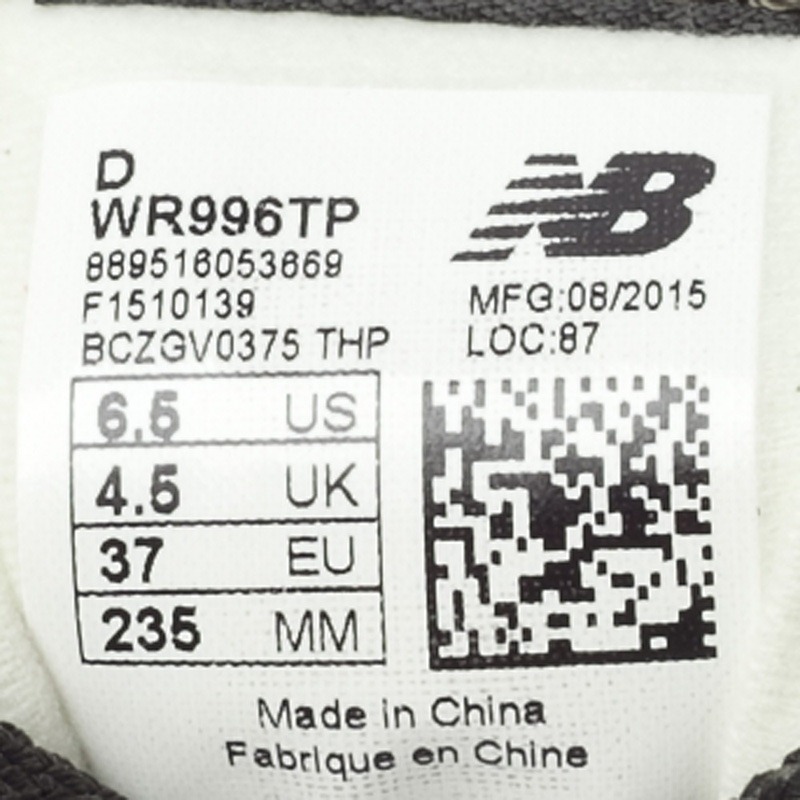 D
WR996TP
889516053669
F1510139
BCZGV0375 THP
NB
MFG:08/2015
LOC:87
6.5 US
4.5 UK
37 EU
235 MM
Made in China
Fabrique en Chine